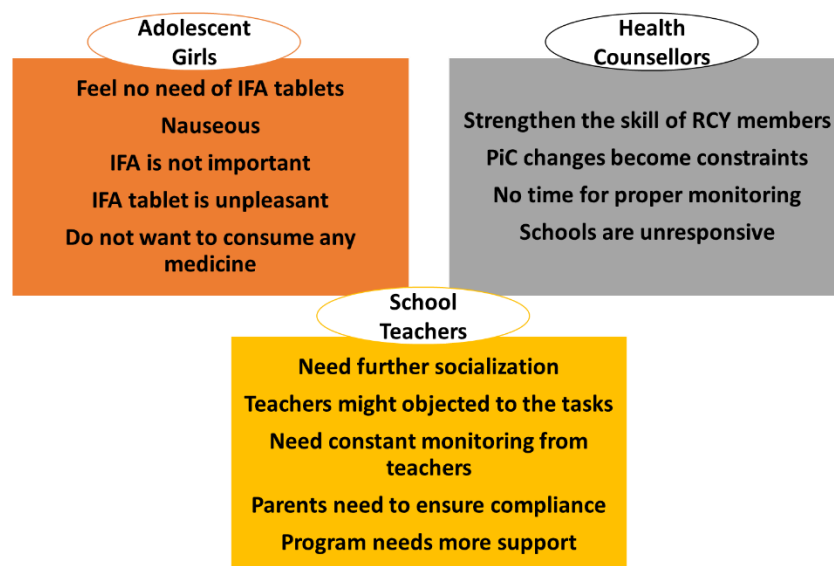 Adolescent
Girls
Feel no need of IFA tablets
Nauseous
IFA is not important
IFA tablet is unpleasant
Do not want to consume any
medicine
Health
Counsellors
Strengthen the skill of RCY members
PiC changes become constraints
No time for proper monitoring
Schools are unresponsive
School
Teachers
Need further socialization
Teachers might objected to the tasks
Need constant monitoring from
teachers
Parents need to ensure compliance
Program needs more support